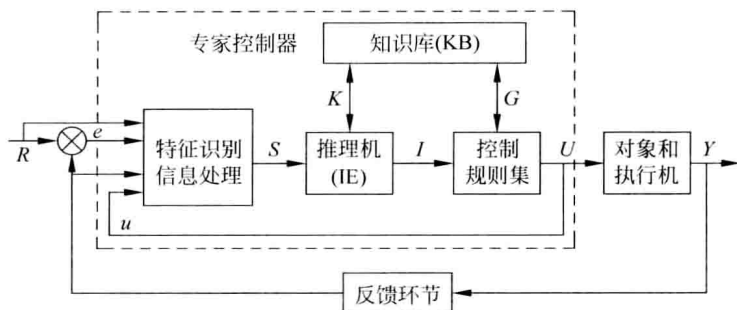 专家控制器
知识库(KB)
K
G
R
e
特征识别
信息处理
S
推理机
(IE)
I
控制
规则集
U
对象和
执行机
Y
u
反馈环节